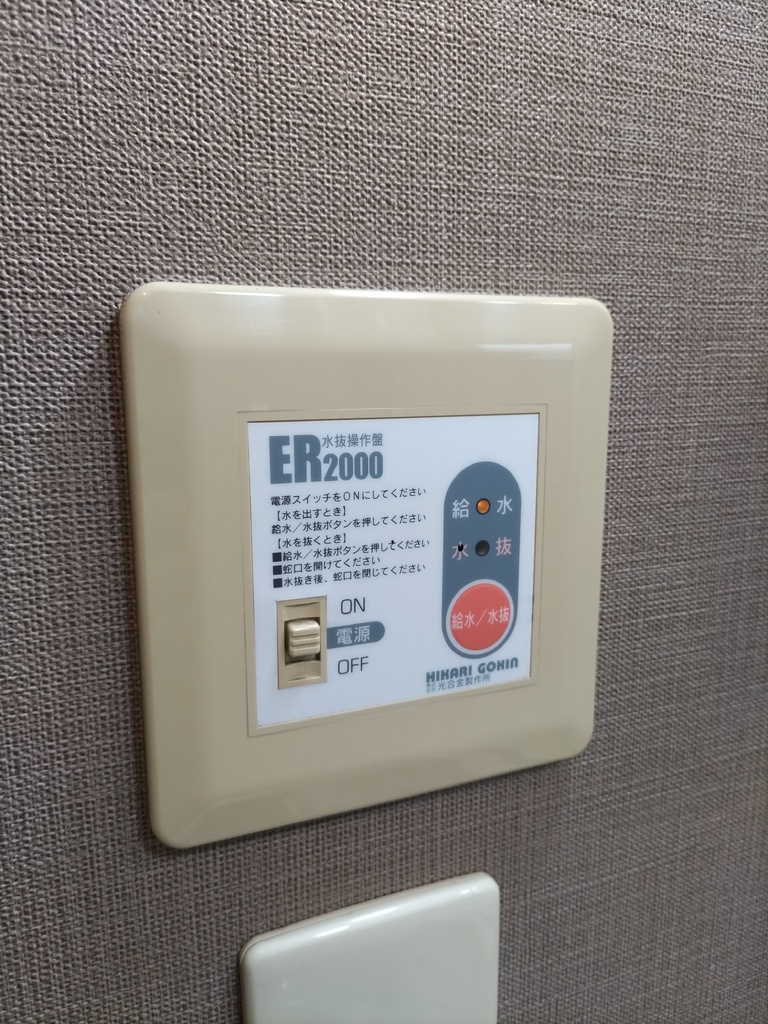 水抜操作盤
ER2000
電源スイッチをONにしてください
【水を出すとき】
給水／水抜ボタンを押してください
【水を抜くとき】
■給水／水抜ボタンを押してください
■蛇口を開けてください
■水抜き後、蛇口を閉じてください
ON
電源
OFF
給 水
水 抜
給水／水抜
HIKARI GOKIN
株式会社 光合金製作所